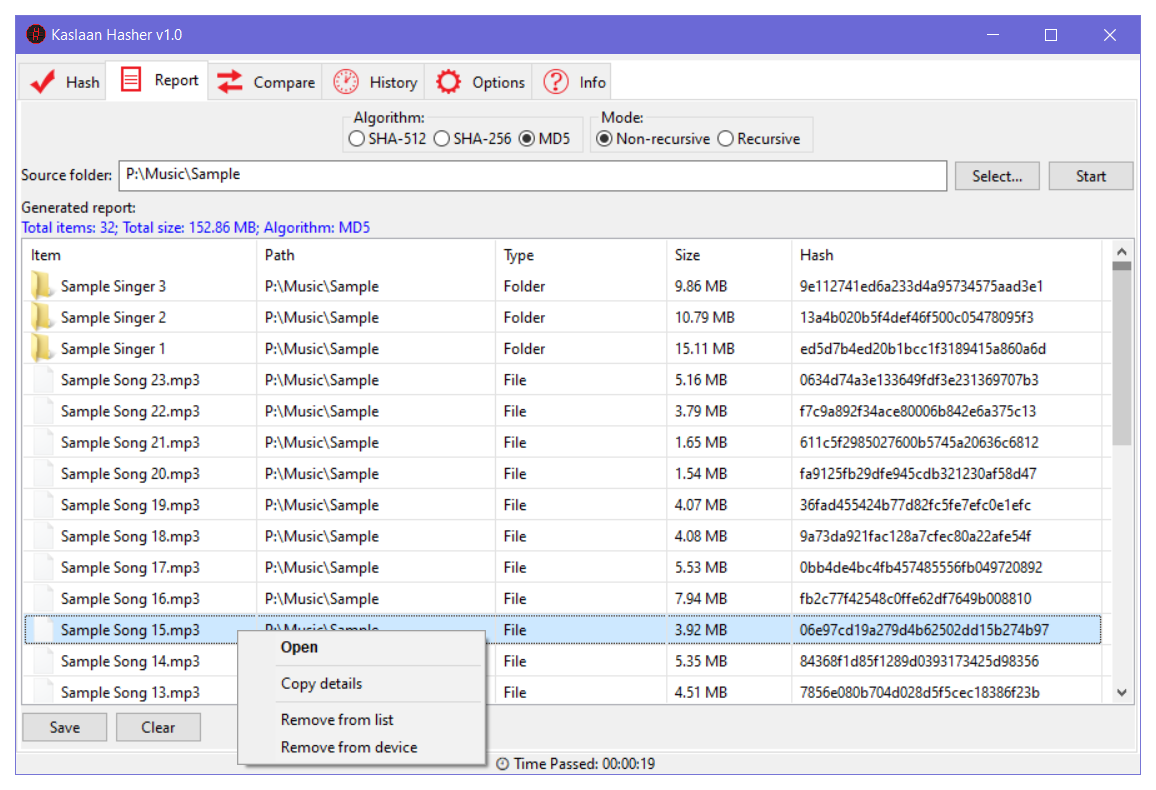 Kaslaan Hasher v1.0
Hash Report Compare History Options Info
Algorithm: Mode:
SHA-512 SHA-256 MD5 Non-recursive Recursive
Source folder: P:\Music\Sample Select... Start
Generated report:
Total items: 32; Total size: 152.86 MB; Algorithm: MD5
Item Path Type Size Hash
Sample Singer 3 P:\Music\Sample Folder 9.86 MB 9e112741ed6a233d4a95734575aad3e1
Sample Singer 2 P:\Music\Sample Folder 10.79 MB 13a4b020b5f4def46f500c05478095f3
Sample Singer 1 P:\Music\Sample Folder 15.11 MB ed5d7b4ed20b1bcc1f3189415a860a6d
Sample Song 23.mp3 P:\Music\Sample File 5.16 MB 0634d74a3e133649fdf3e231369707b3
Sample Song 22.mp3 P:\Music\Sample File 3.79 MB f7c9a892f34ace80006b842e6a375c13
Sample Song 21.mp3 P:\Music\Sample File 1.65 MB 611c5f2985027600b5745a20636c6812
Sample Song 20.mp3 P:\Music\Sample File 1.54 MB fa9125fb29dfe945cdb321230af58d47
Sample Song 19.mp3 P:\Music\Sample File 4.07 MB 36fad455424b77d82fc5fe7efc0e1efc
Sample Song 18.mp3 P:\Music\Sample File 4.08 MB 9a73da921fac128a7cfec80a22afe54f
Sample Song 17.mp3 P:\Music\Sample File 5.53 MB 0bb4de4bc4fb457485556fb049720892
Sample Song 16.mp3 P:\Music\Sample File 7.94 MB fb2c77f42548c0ffe62df7649b008810
Sample Song 15.mp3 P:\Music\Sample File 3.92 MB 06e97cd19a279d4b62502dd15b274b97
Open
Sample Song 14.mp3 File 5.35 MB 84368f1d85f1289d0393173425d98356
Copy details
Sample Song 13.mp3 File 4.51 MB 7856e080b704d028d5f5cec18386f23b
Remove from list
Save Clear
Remove from device
Time Passed: 00:00:19